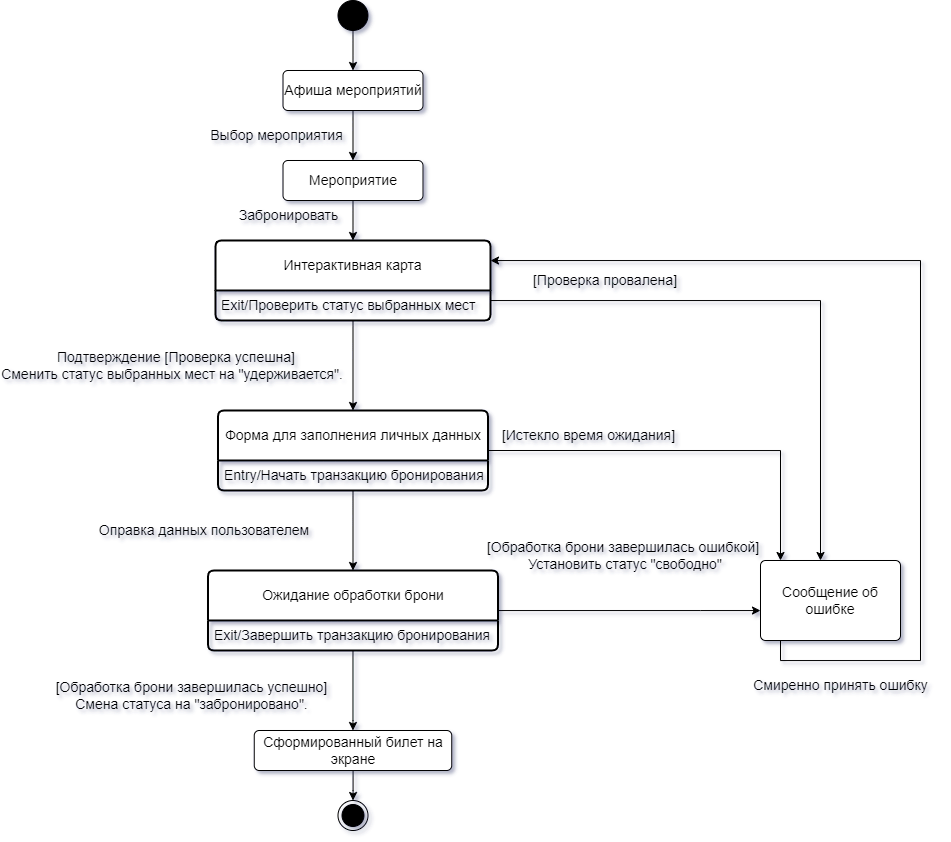 Афиша мероприятий
Выбор мероприятия
Мероприятие
Забронировать
Интерактивная карта
[Проверка провалена]
Exit/Проверить статус выбранных мест
Подтверждение [Проверка успешна]
Сменить статус выбранных мест на "удерживается".
Форма для заполнения личных данных
[Истекло время ожидания]
Entry/Начать транзакцию бронирования
Оправка данных пользователем
[Обработка брони завершилась ошибкой]
Установить статус "свободно"
Ожидание обработки брони
Сообщение об
ошибке
Exit/Завершить транзакцию бронирования
[Обработка брони завершилась успешно]
Смена статуса на "забронировано".
Смиренно принять ошибку
Сформированный билет на
экране